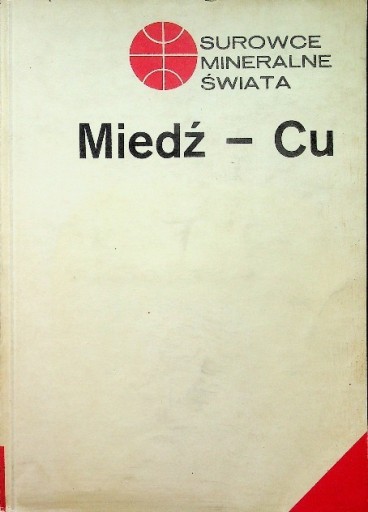 SUROWCE
MINERALNE
ŚWIATA
Miedź – Cu